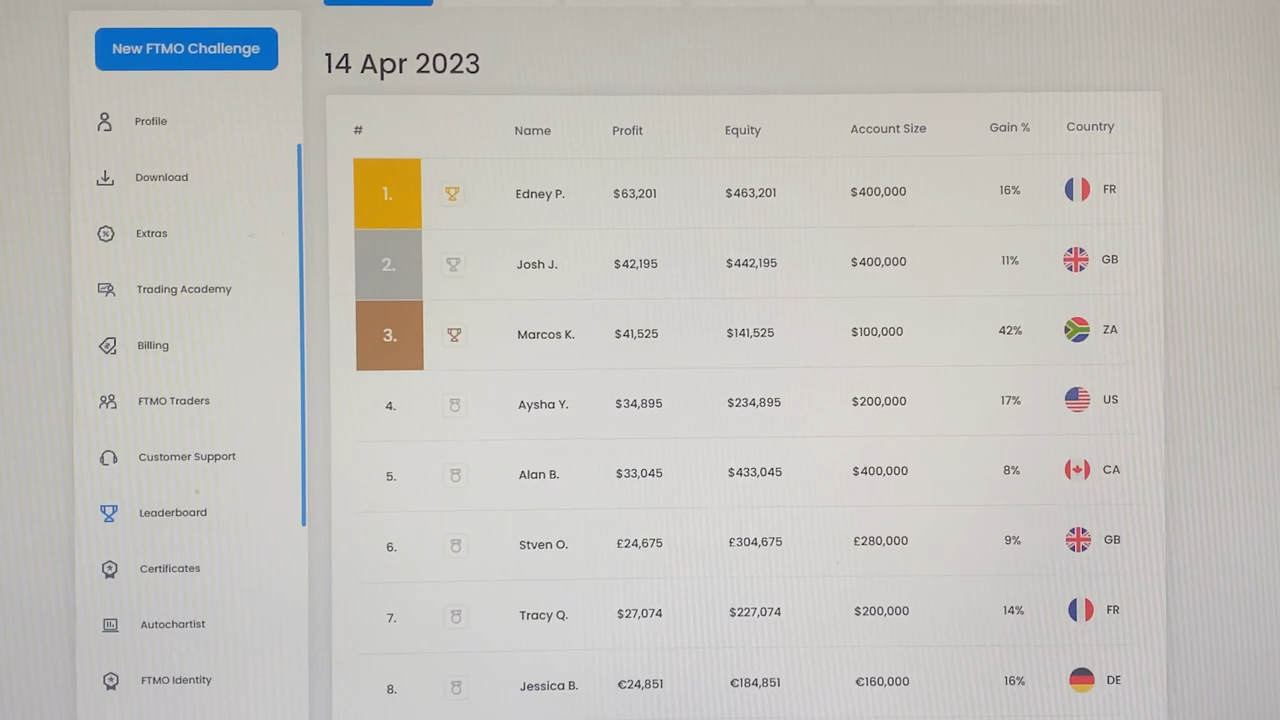 New FTMO Challenge
Profile
Download
Extras
Trading Academy
Billing
FTMO Traders
Customer Support
Leaderboard
Certificates
Autochartist
FTMO Identity
14 Apr 2023
# Name Profit Equity Account Size Gain % Country
1. Edney P. $63,201 $463,201 $400,000 16% FR
2. Josh J. $42,195 $442,195 $400,000 11% GB
3. Marcos K. $41,525 $141,525 $100,000 42% ZA
4. Aysha Y. $34,895 $234,895 $200,000 17% US
5. Alan B. $33,045 $433,045 $400,000 8% CA
6. Stven O. £24,675 £304,675 £280,000 9% GB
7. Tracy Q. $27,074 $227,074 $200,000 14% FR
8. Jessica B. €24,851 €184,851 €160,000 16% DE